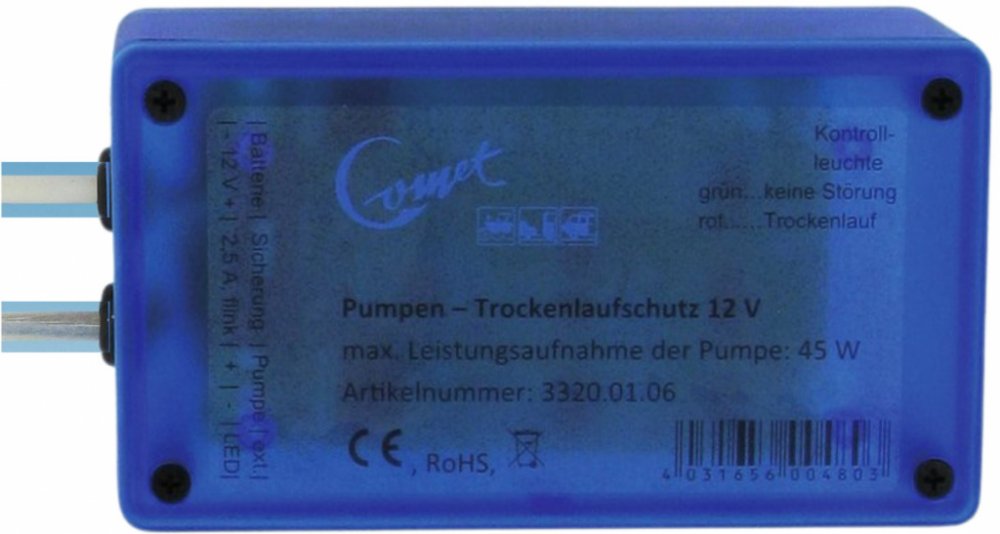 Comet
Kontroll-
leuchte
grün...keine Störung
rot.......Trockenlauf
| Batterie | Sicherung | Pumpe | ext.|
| - 12 V + | 2,5 A, flink | + | - | LED|
Pumpen – Trockenlaufschutz 12 V
max. Leistungsaufnahme der Pumpe: 45 W
Artikelnummer: 3320.01.06
CE, RoHS,
4 031656 004803